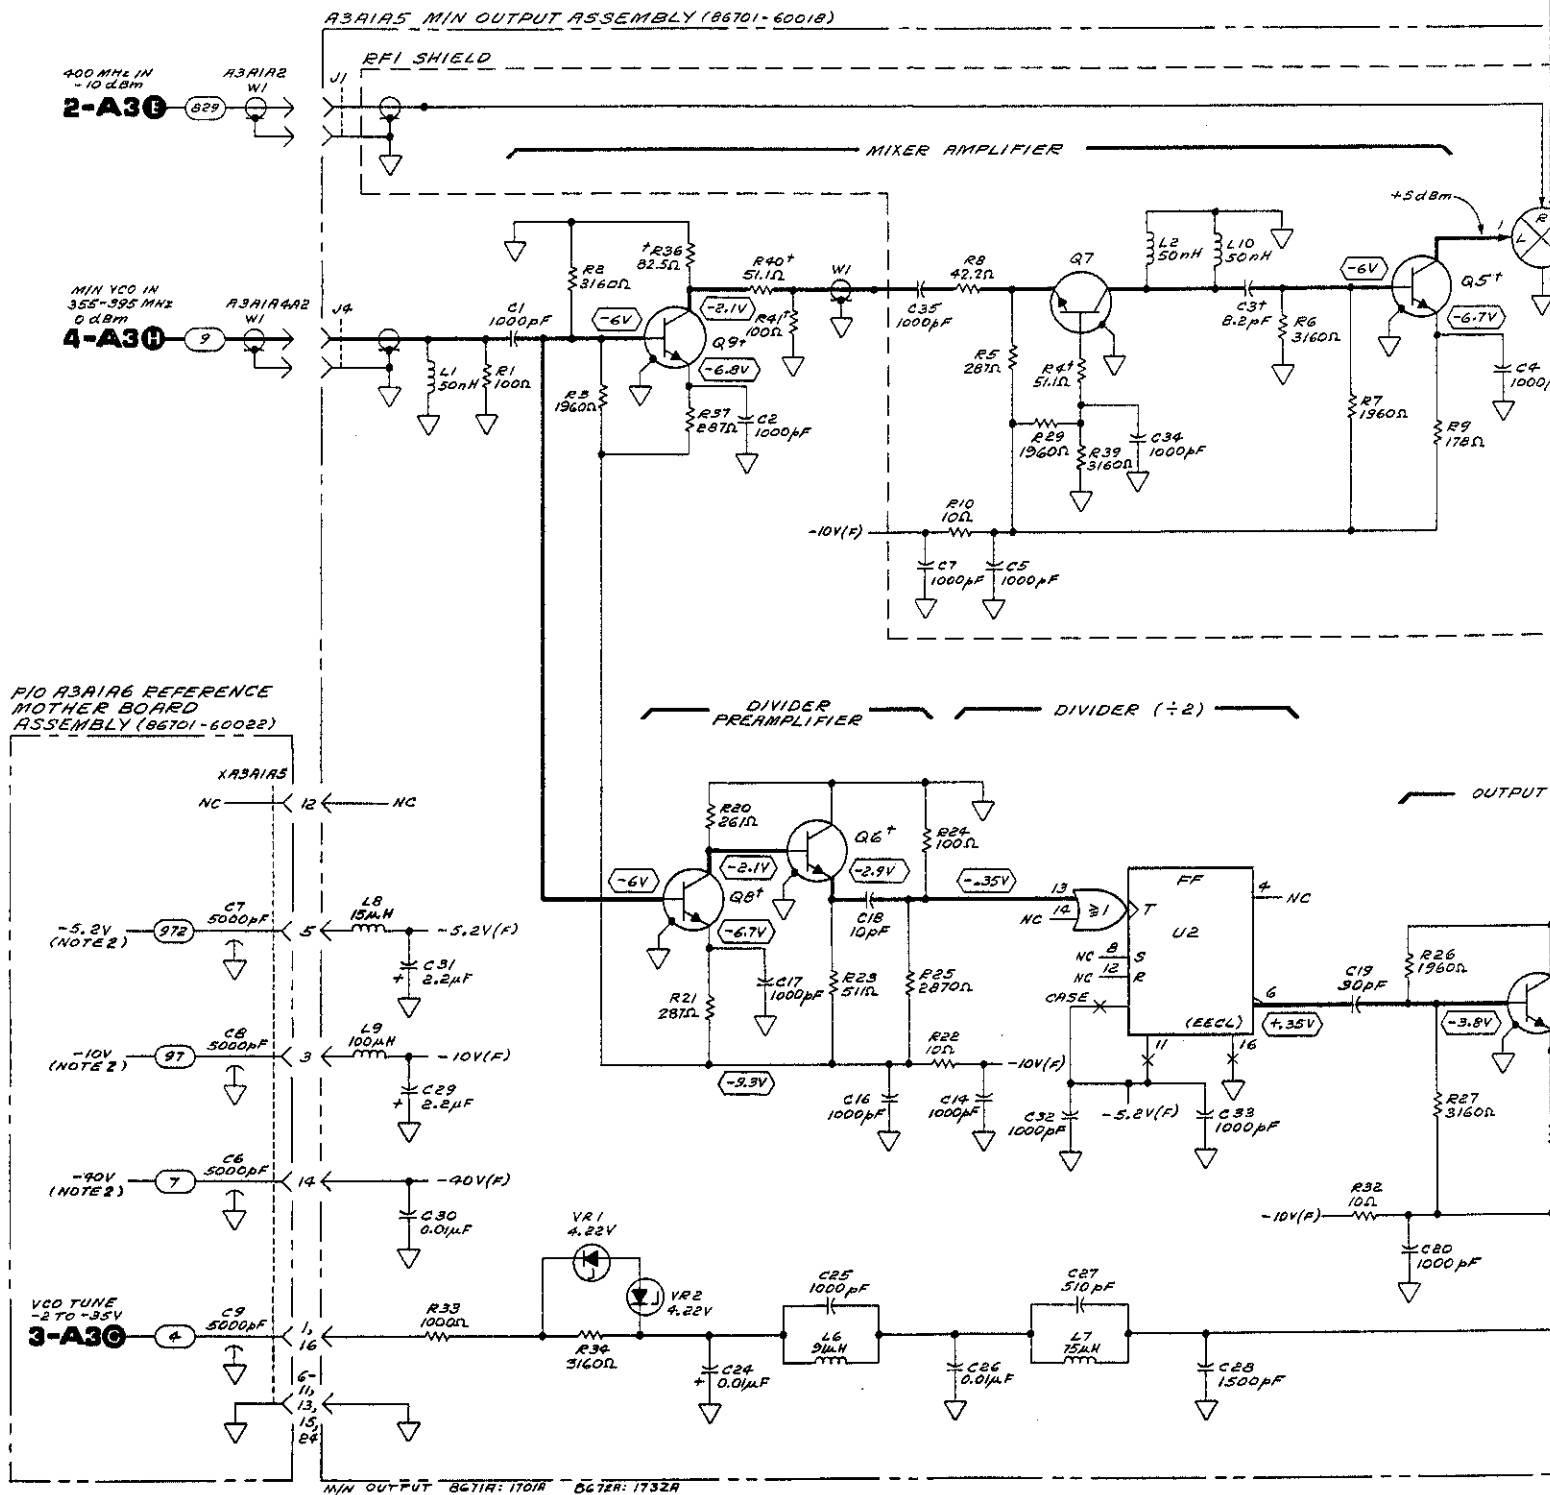 A3A1A5 M/N OUTPUT ASSEMBLY (86701-60018)
RFI SHIELD
400 MHz IN
-10 dBm
2-A3 E
829
A3A1A2
W1
J1
MIXER AMPLIFIER
+5dBm
1
L
R
M/N VCO IN
355-395 MHz
0 dBm
4-A3 H
9
A3A1A4A2
W1
J4
L1
50nH
R1
100Ω
C1
1000pF
R2
3160Ω
†R36
82.5Ω
R40†
51.1Ω
W1
-6V
-2.1V
R41†
100Ω
Q9†
-6.8V
R3
1960Ω
R37
287Ω
C2
1000pF
C35
1000pF
R8
42.2Ω
Q7
L2
50nH
L10
50nH
C3†
8.2pF
R6
3160Ω
-6V
Q5†
-6.7V
R5
287Ω
R4†
51.1Ω
R29
1960Ω
R39
3160Ω
C34
1000pF
R7
1960Ω
R9
178Ω
C4
1000p
-10V(F)
R10
10Ω
C7
1000pF
C5
1000pF
P/O A3A1A6 REFERENCE
MOTHER BOARD
ASSEMBLY (86701-60022)
XA3A1A5
NC
12
NC
DIVIDER
PREAMPLIFIER
DIVIDER (÷2)
OUTPUT
R20
261Ω
Q6†
R24
100Ω
-6V
-2.1V
-2.9V
-.35V
Q8†
-6.7V
C18
10pF
R21
287Ω
C17
1000pF
R23
511Ω
R25
2870Ω
R22
10Ω
-10V(F)
-9.3V
C16
1000pF
C14
1000pF
13
NC
14
≥1
FF
T
U2
4
NC
NC
8
S
NC
12
R
CASE
(EECL)
6
+.35V
11
16
C32
1000pF
-5.2V(F)
C33
1000pF
C19
90pF
R26
1960Ω
-3.8V
R27
3160Ω
-10V(F)
R32
10Ω
C20
1000pF
-5.2V
(NOTE 2)
972
C7
5000pF
5
L8
15μH
-5.2V(F)
C31
2.2μF
+
-10V
(NOTE 2)
97
C8
5000pF
3
L9
100μH
-10V(F)
C29
2.2μF
+
-40V
(NOTE 2)
7
C6
5000pF
14
-40V(F)
C30
0.01μF
VCO TUNE
-2 TO -35V
3-A3 C
4
C9
5000pF
1,
16
R33
1000Ω
VR1
4.22V
VR2
4.22V
R34
3160Ω
C24
0.01μF
+
C25
1000pF
L6
91μH
C26
0.01μF
C27
510pF
L7
75μH
C28
1500pF
6-
11,
13,
15,
24
M/N OUTPUT 8671A: 1701A 8672A: 1732A